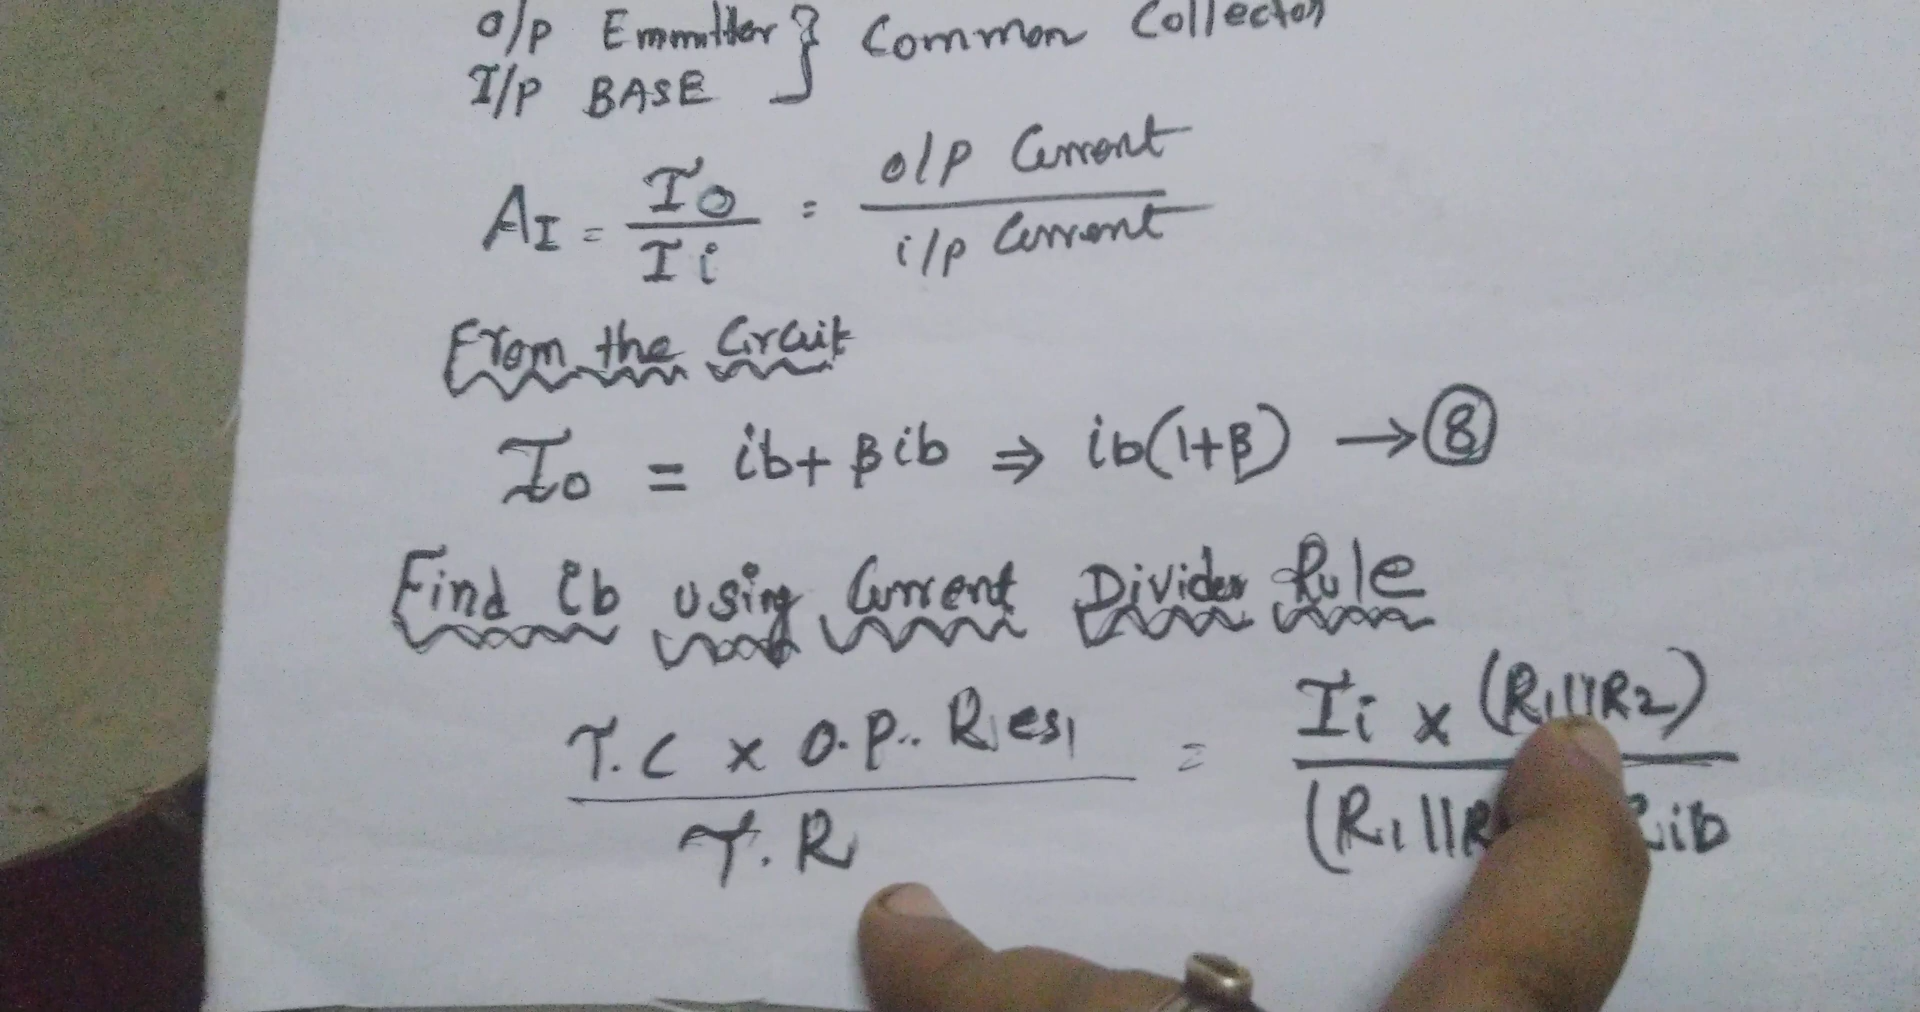 O/P Emmitter } Common Collector
I/P BASE
AI = Io / Ii = o/p Current / i/p Current
From the Circuit
Io = ib + βib ⇒ ib(1+β) → 8
Find ib using Current Divider Rule
T.C x O.P.. Res / T.R = Ii x (R1||R2) / (R1||R ib